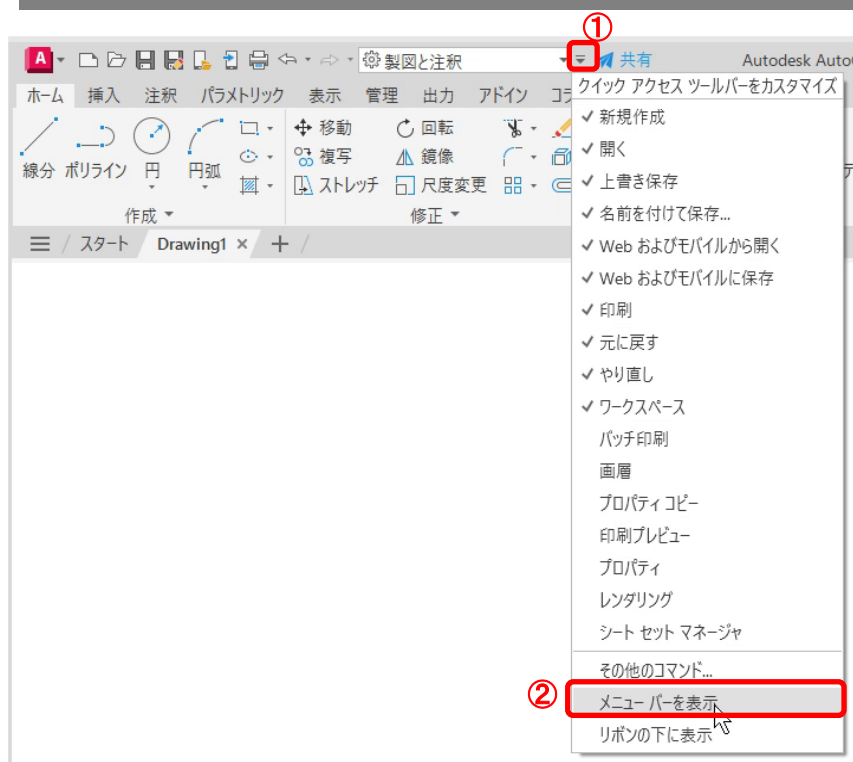 ①
A 製図と注釈 共有 Autodesk Auto
ホーム 挿入 注釈 パラメトリック 表示 管理 出力 アドイン コラ
クイック アクセス ツールバーをカスタマイズ
移動 回転
複写 鏡像
線分 ポリライン 円 円弧 ストレッチ 尺度変更
作成 修正
スタート Drawing1
新規作成
開く
上書き保存
名前を付けて保存...
Web およびモバイルから開く
Web およびモバイルに保存
印刷
元に戻す
やり直し
ワークスペース
バッチ印刷
画層
プロパティ コピー
印刷プレビュー
プロパティ
レンダリング
シート セット マネージャ
その他のコマンド...
② メニュー バーを表示
リボンの下に表示